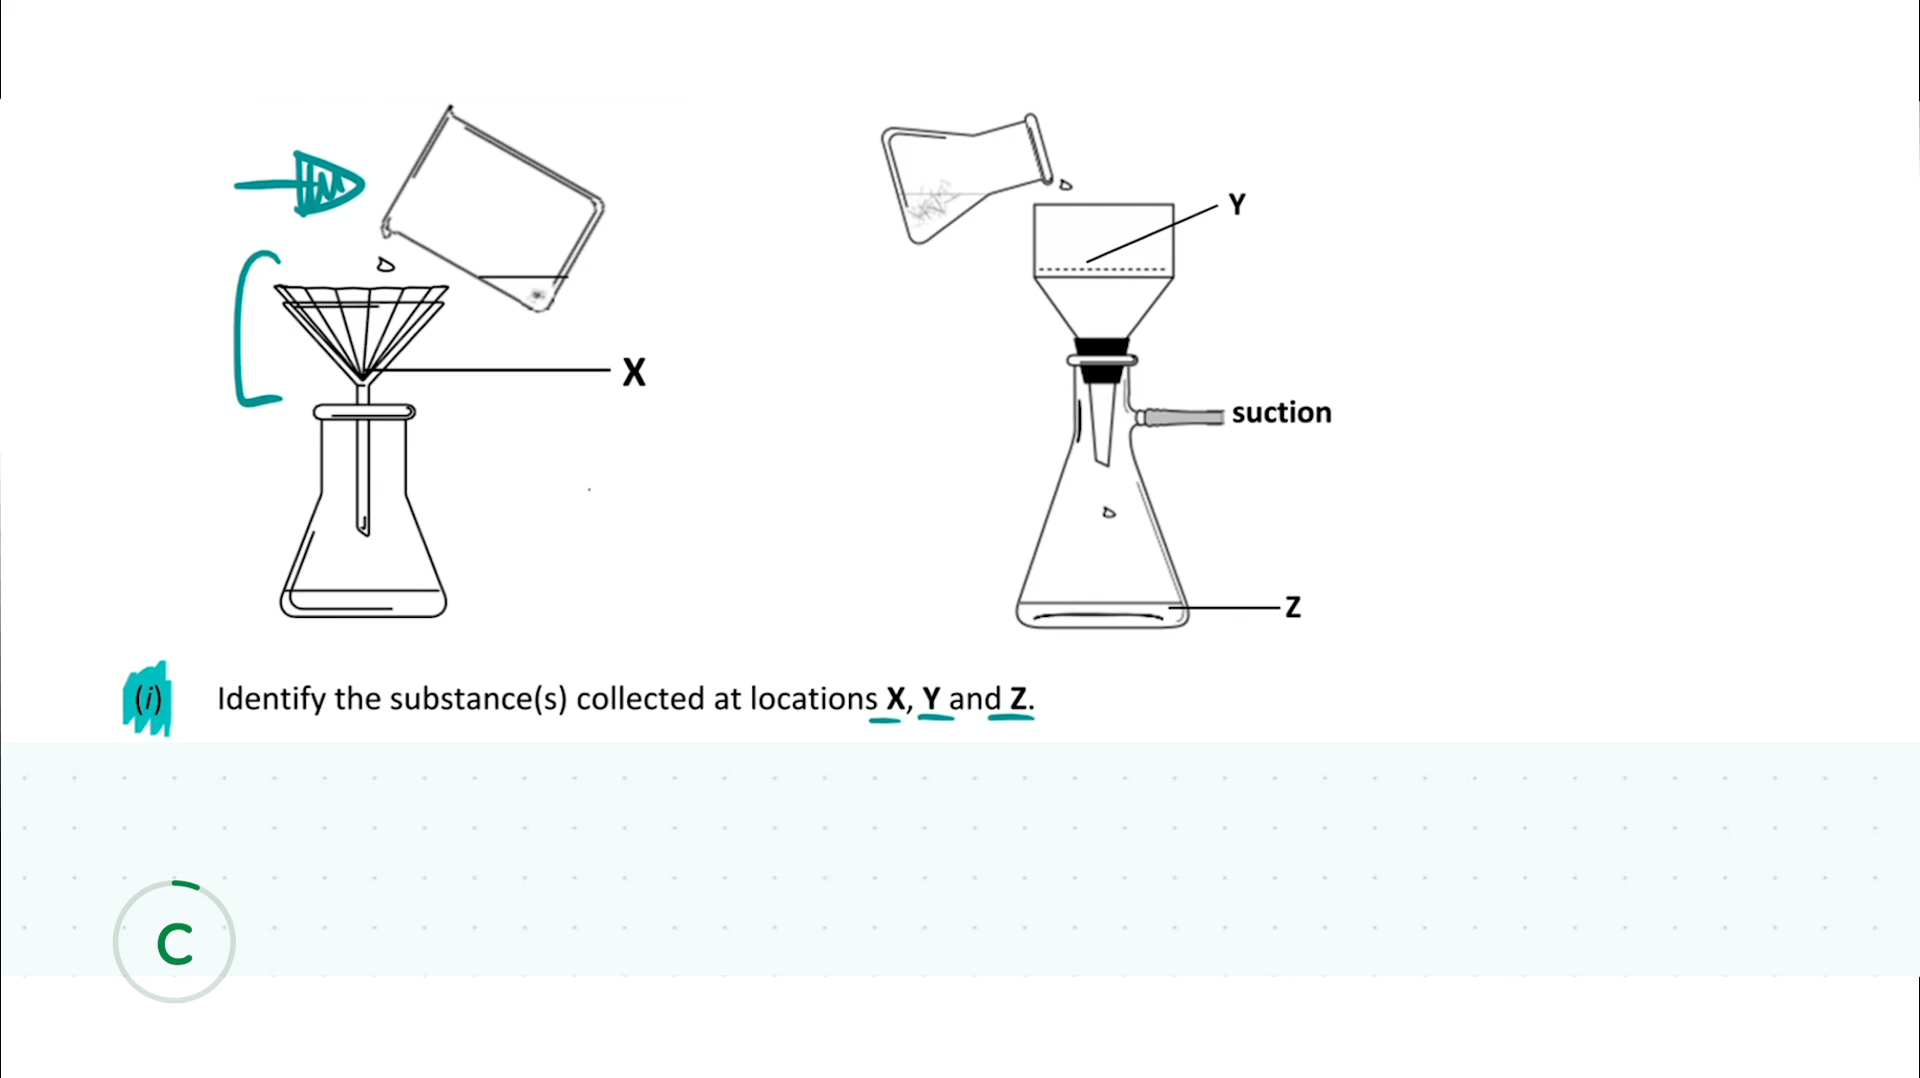 Y
X
suction
Z
(i) Identify the substance(s) collected at locations X, Y and Z.
C